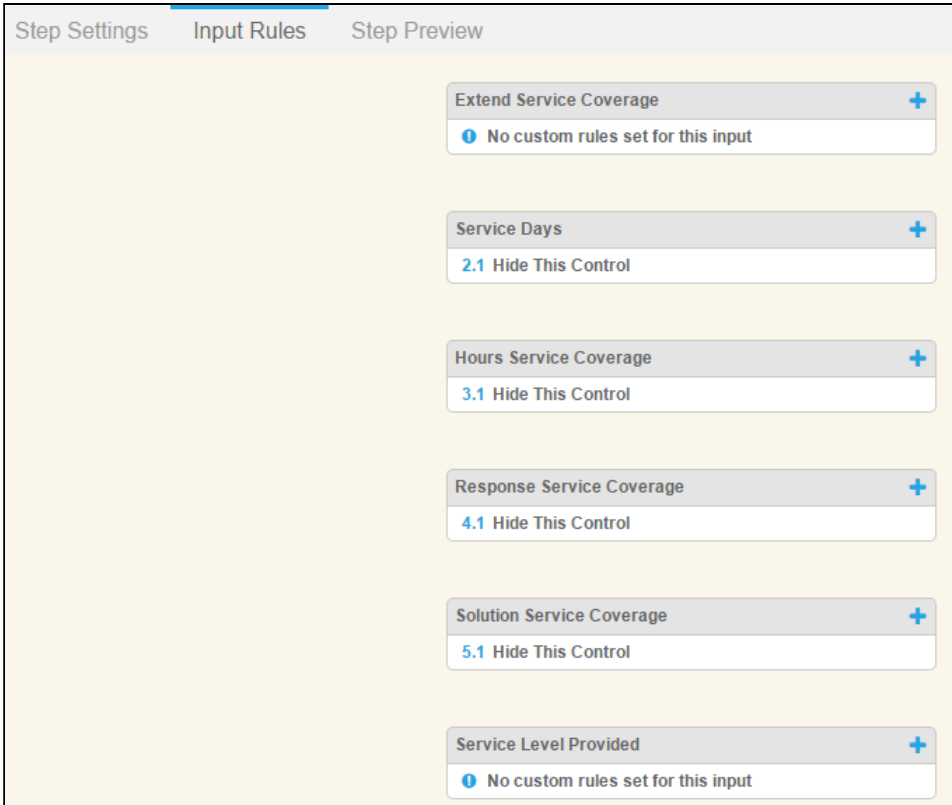 Step Settings Input Rules Step Preview
Extend Service Coverage
No custom rules set for this input
Service Days
2.1 Hide This Control
Hours Service Coverage
3.1 Hide This Control
Response Service Coverage
4.1 Hide This Control
Solution Service Coverage
5.1 Hide This Control
Service Level Provided
No custom rules set for this input